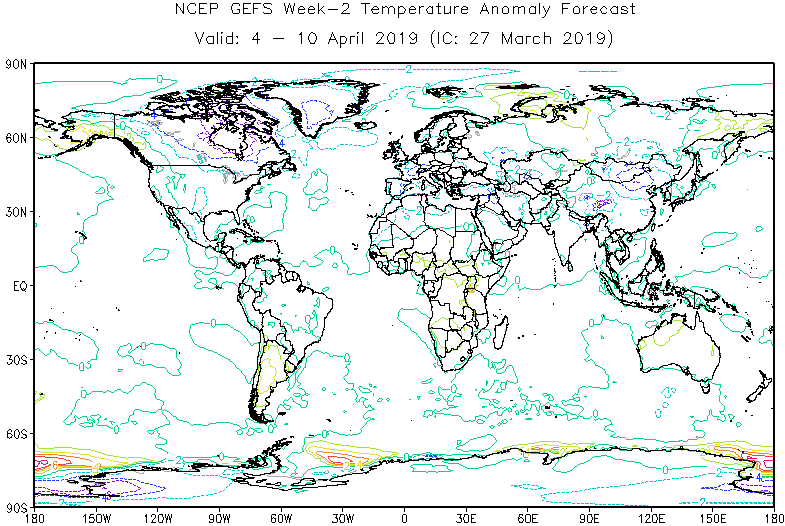 NCEP GEFS Week-2 Temperature Anomaly Forecast
Valid: 4 - 10 April 2019 (IC: 27 March 2019)
90N
60N
30N
EQ
30S
60S
90S
180 150W 120W 90W 60W 30W 0 30E 60E 90E 120E 150E 180